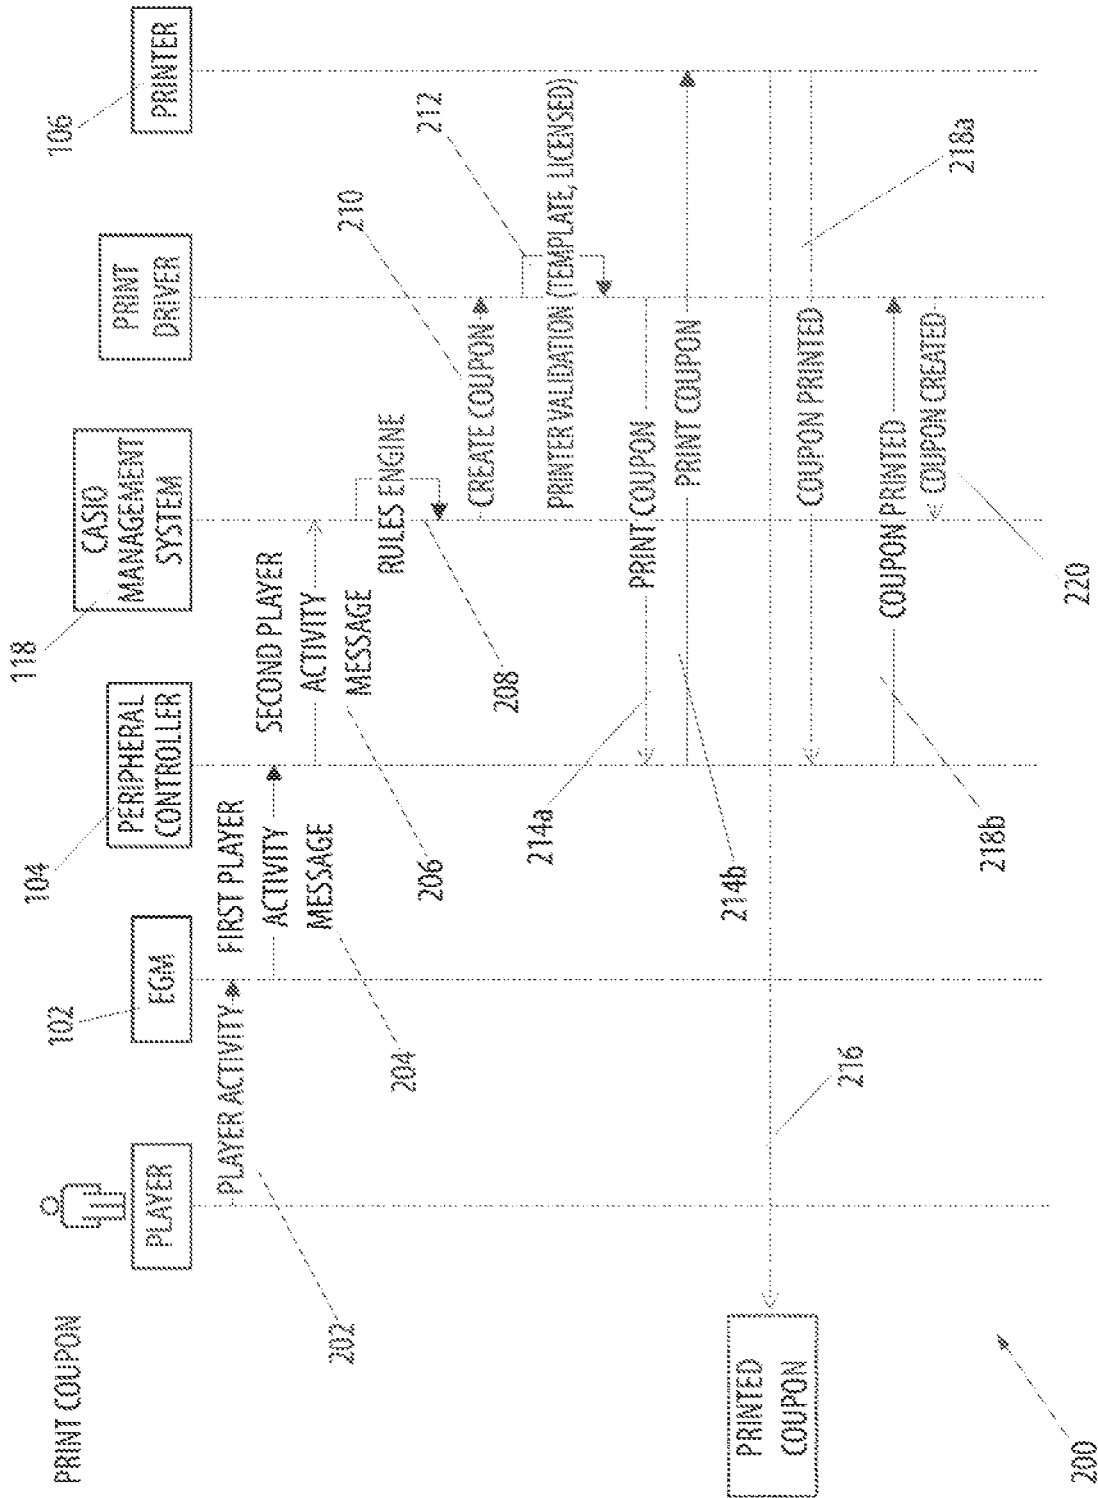 PRINT COUPON
PLAYER
102
EGM
104
PERIPHERAL
CONTROLLER
118
CASIO
MANAGEMENT
SYSTEM
PRINT
DRIVER
106
PRINTER
PLAYER ACTIVITY
202
FIRST PLAYER
ACTIVITY
MESSAGE
204
SECOND PLAYER
ACTIVITY
MESSAGE
206
RULES ENGINE
208
CREATE COUPON
210
212
PRINTER VALIDATION (TEMPLATE, LICENSED)
PRINT COUPON
214a
PRINT COUPON
214b
PRINTED
COUPON
216
COUPON PRINTED
218a
COUPON PRINTED
218b
COUPON CREATED
220
200